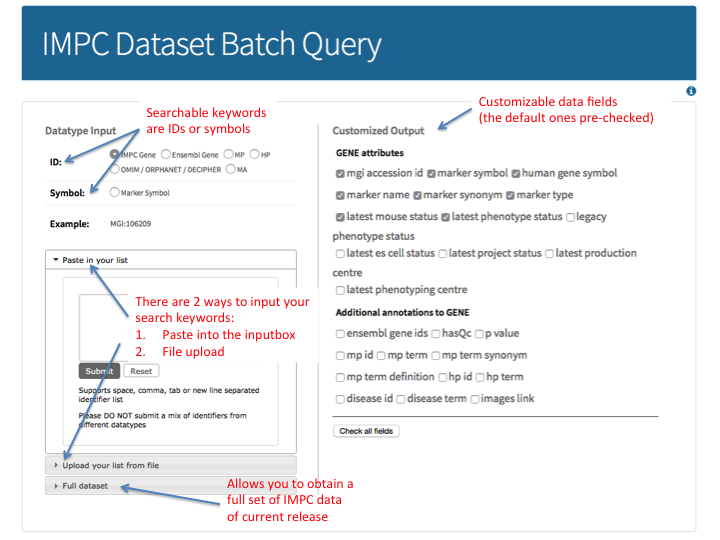 IMPC Dataset Batch Query
Searchable keywords
are IDs or symbols
Customizable data fields
(the default ones pre-checked)
Datatype Input
ID:
IMPC Gene Ensembl Gene MP HP
OMIM / ORPHANET / DECIPHER MA
Symbol:
Marker Symbol
Example:
MGI:106209
Paste in your list
There are 2 ways to input your
search keywords:
1. Paste into the inputbox
2. File upload
Submit
Reset
Supports space, comma, tab or new line separated
identifier list
Please DO NOT submit a mix of identifiers from
different datatypes
Upload your list from file
Full dataset
Allows you to obtain a
full set of IMPC data
of current release
Customized Output
GENE attributes
mgi accession id marker symbol human gene symbol
marker name marker synonym marker type
latest mouse status latest phenotype status legacy
phenotype status
latest es cell status latest project status latest production
centre
latest phenotyping centre
Additional annotations to GENE
ensembl gene ids hasQc p value
mp id mp term mp term synonym
mp term definition hp id hp term
disease id disease term images link
Check all fields